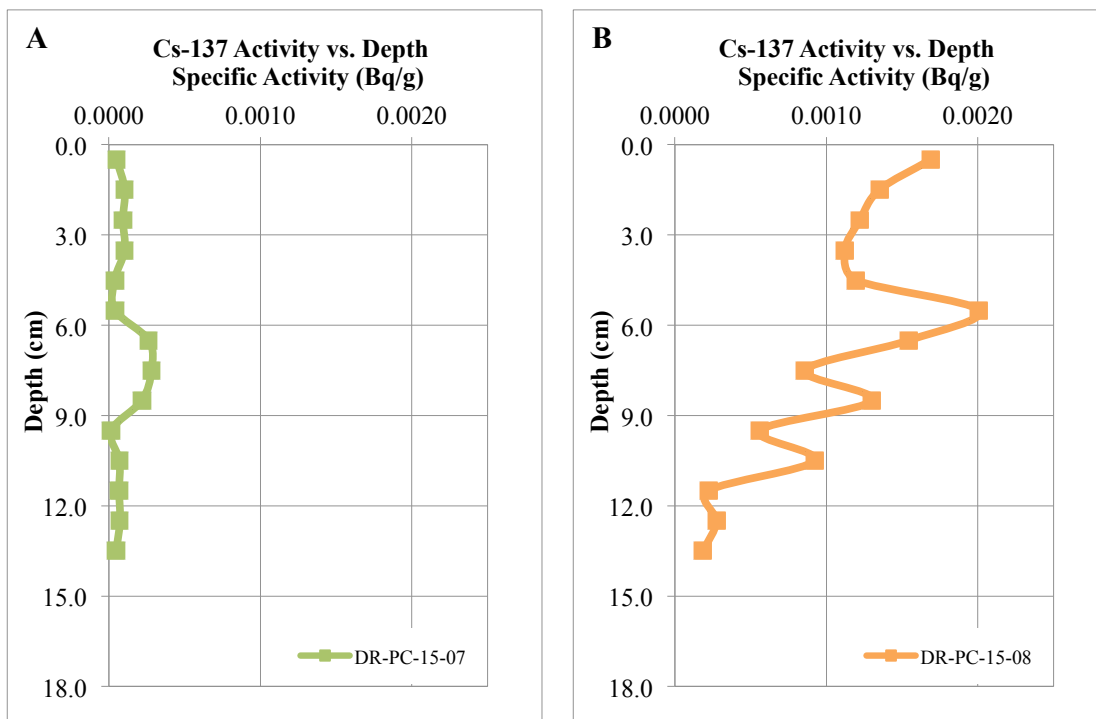 A
Cs-137 Activity vs. Depth
Specific Activity (Bq/g)
0.0000 0.0010 0.0020
0.0
3.0
6.0
9.0
12.0
15.0
18.0
Depth (cm)
DR-PC-15-07
B
Cs-137 Activity vs. Depth
Specific Activity (Bq/g)
0.0000 0.0010 0.0020
0.0
3.0
6.0
9.0
12.0
15.0
18.0
Depth (cm)
DR-PC-15-08